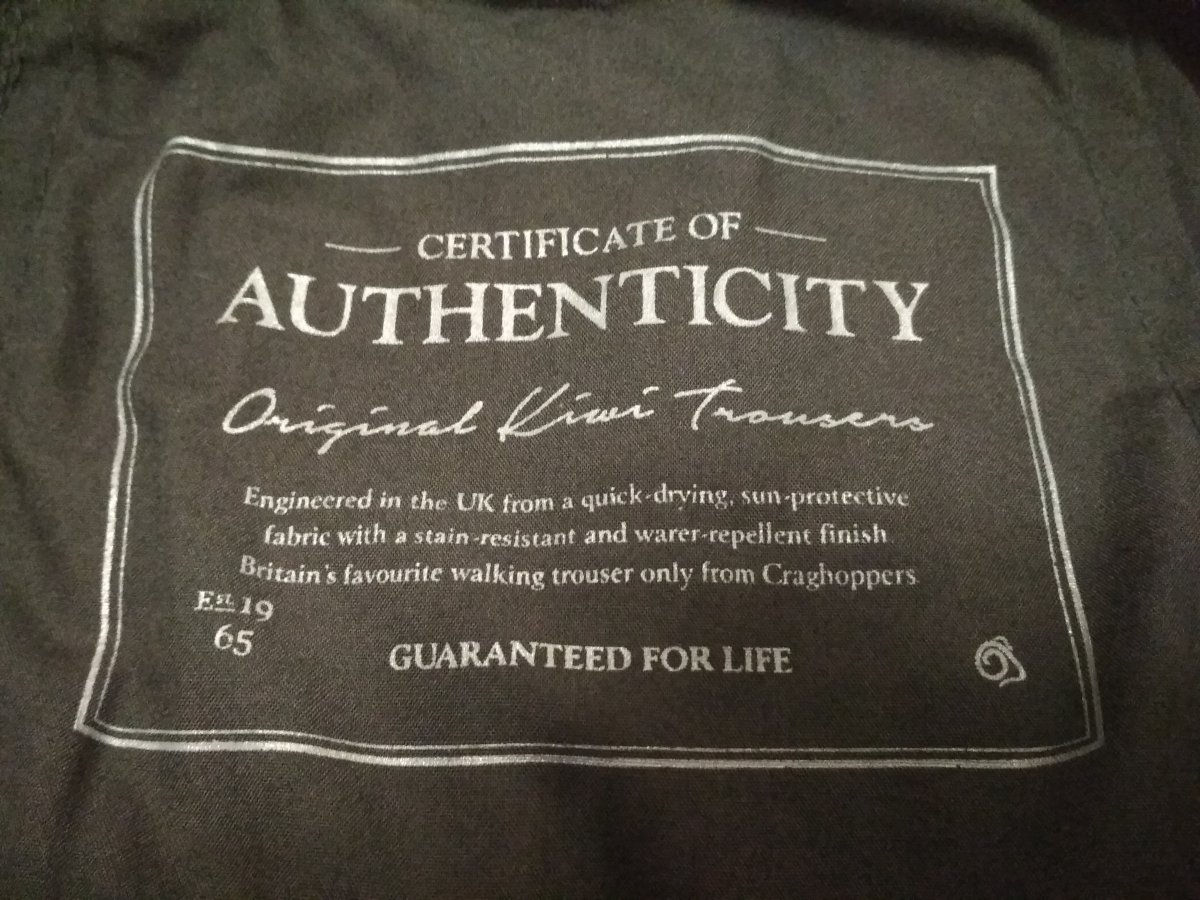 CERTIFICATE OF
AUTHENTICITY
Original Kiwi Trousers
Engineered in the UK from a quick-drying, sun-protective
fabric with a stain-resistant and warer-repellent finish
Britain's favourite walking trouser only from Craghoppers
Est. 19
65
GUARANTEED FOR LIFE